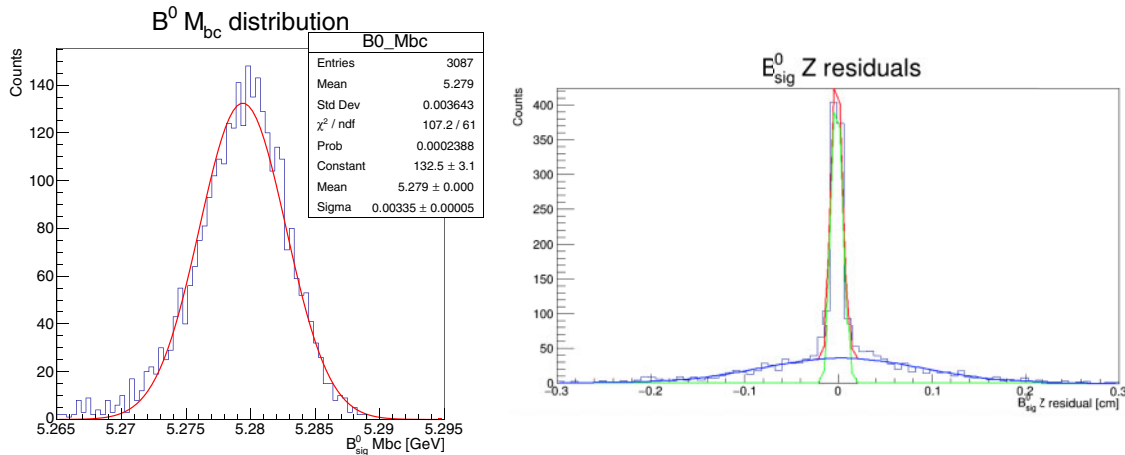 B⁰ M_bc distribution
B0_Mbc
Entries 3087
Mean 5.279
Std Dev 0.003643
χ² / ndf 107.2 / 61
Prob 0.0002388
Constant 132.5 ± 3.1
Mean 5.279 ± 0.000
Sigma 0.00335 ± 0.00005
Counts
140
120
100
80
60
40
20
0
5.265 5.27 5.275 5.28 5.285 5.29 5.295
B⁰_sig Mbc [GeV]
B⁰_sig Z residuals
Counts
400
350
300
250
200
150
100
50
0
−0.3 −0.2 −0.1 0 0.1 0.2 0.3
B⁰_sig Z residual [cm]